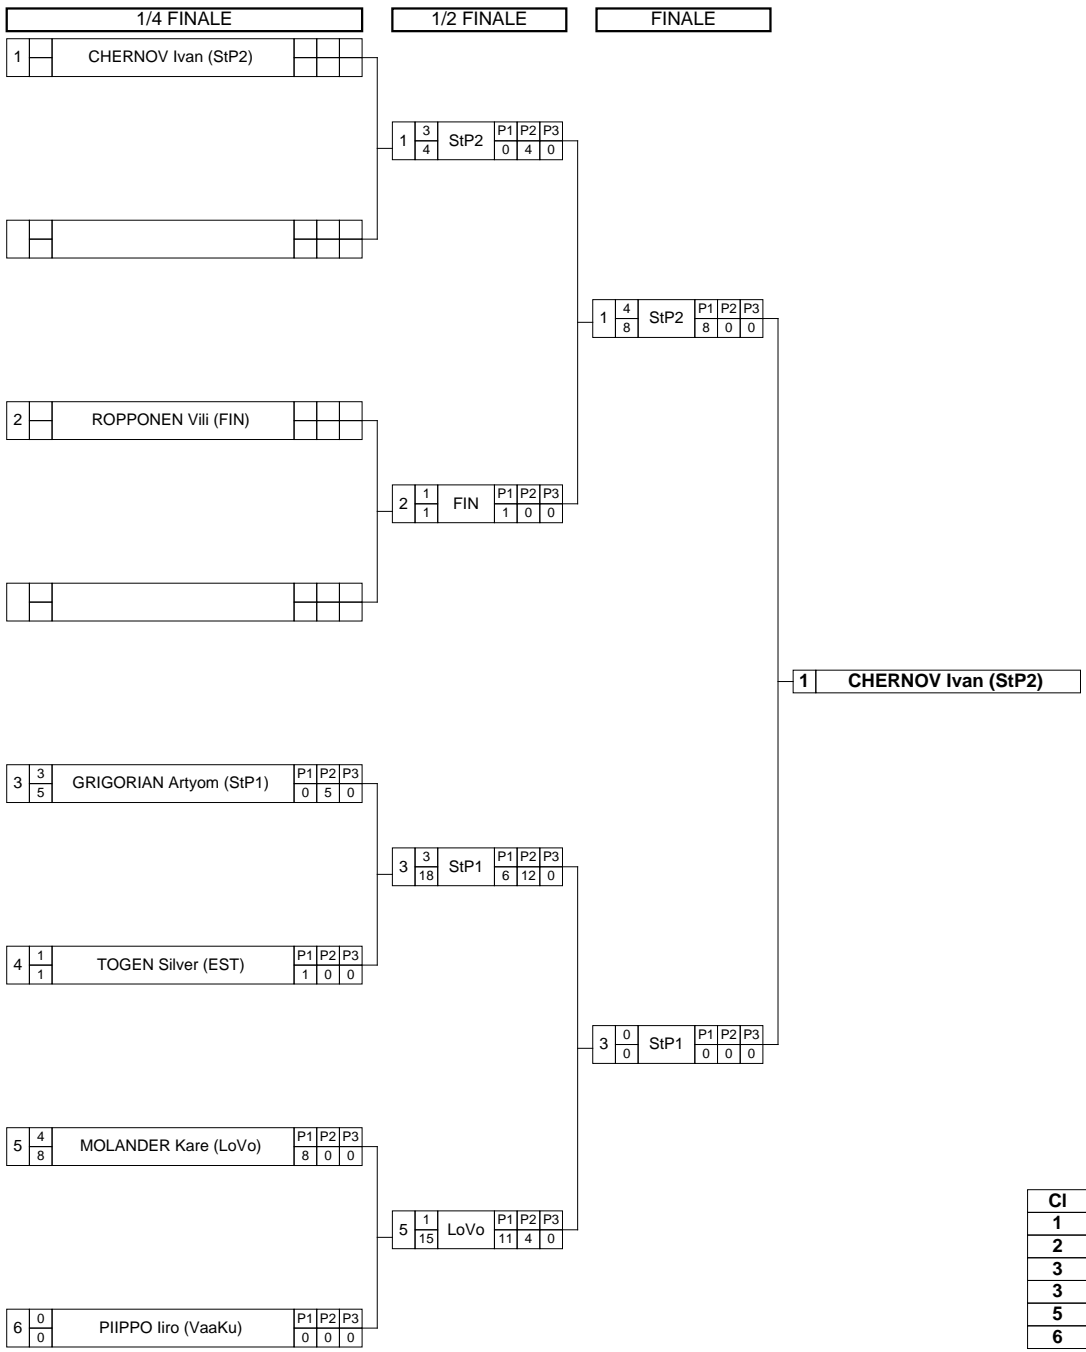 1/4 FINALE 1/2 FINALE FINALE
1 CHERNOV Ivan (StP2)
1 3 StP2 P1 P2 P3
4 0 4 0
1 4 StP2 P1 P2 P3
8 8 0 0
2 ROPPONEN Vili (FIN)
2 1 FIN P1 P2 P3
1 1 0 0
1 CHERNOV Ivan (StP2)
3 3 GRIGORIAN Artyom (StP1) P1 P2 P3
5 0 5 0
3 3 StP1 P1 P2 P3
18 6 12 0
4 1 TOGEN Silver (EST) P1 P2 P3
1 1 0 0
3 0 StP1 P1 P2 P3
0 0 0 0
5 4 MOLANDER Kare (LoVo) P1 P2 P3
8 8 0 0
5 1 LoVo P1 P2 P3
15 11 4 0
6 0 PIIPPO Iiro (VaaKu) P1 P2 P3
0 0 0 0
Cl
1
2
3
3
5
6